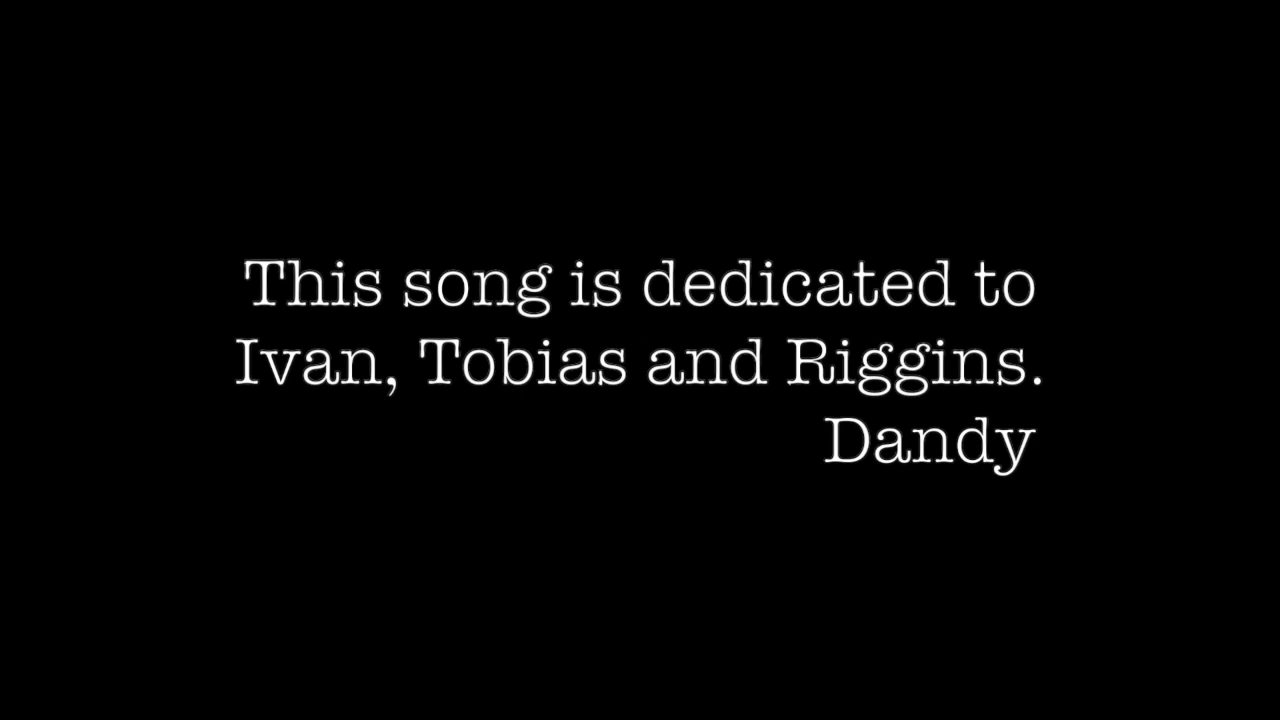 This song is dedicated to
Ivan, Tobias and Riggins.
Dandy